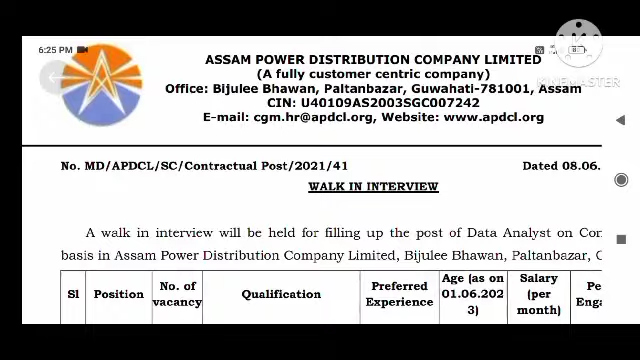 6:25 PM
KINEMASTER
ASSAM POWER DISTRIBUTION COMPANY LIMITED
(A fully customer centric company)
Office: Bijulee Bhawan, Paltanbazar, Guwahati-781001, Assam
CIN: U40109AS2003SGC007242
E-mail: cgm.hr@apdcl.org, Website: www.apdcl.org
No. MD/APDCL/SC/Contractual Post/2021/41 Dated 08.06.
WALK IN INTERVIEW
A walk in interview will be held for filling up the post of Data Analyst on Con
basis in Assam Power Distribution Company Limited, Bijulee Bhawan, Paltanbazar, G
Sl Position No. of vacancy Qualification Preferred Experience Age (as on 01.06.2023) Salary (per month) Pe Enga